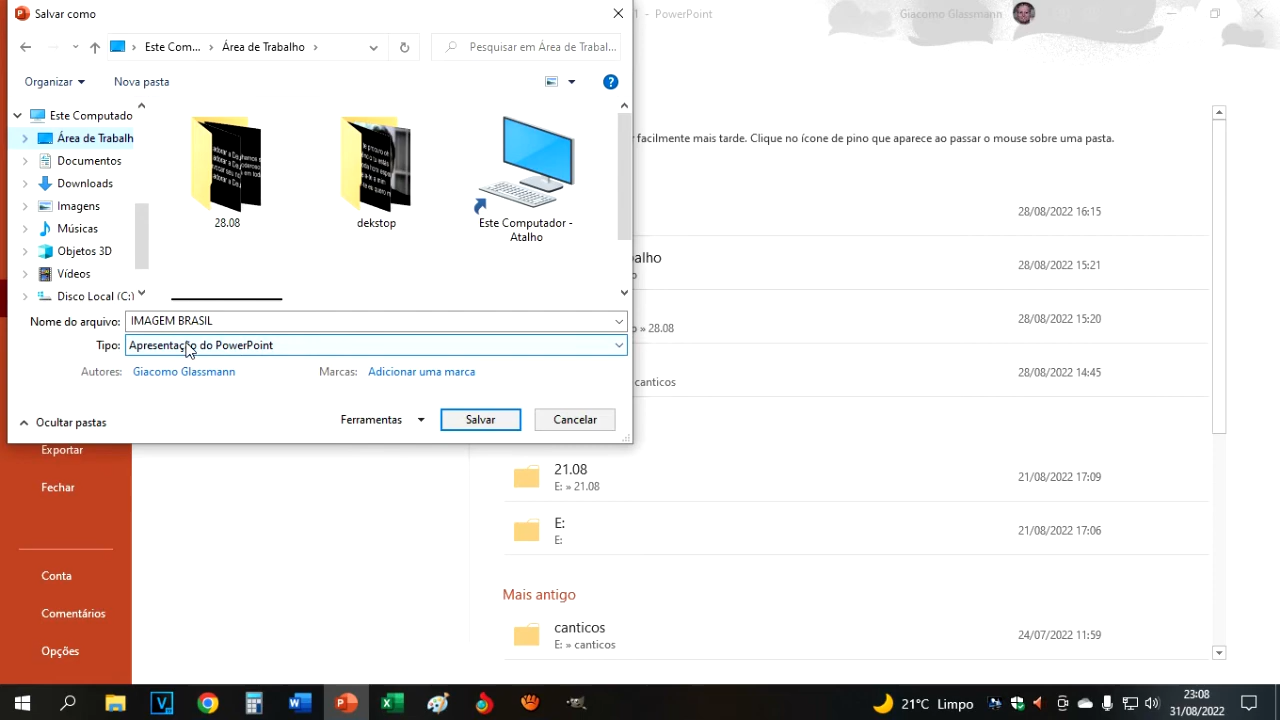 Salvar como
1 - PowerPoint
Giacomo Glassmann
Este Com...
Área de Trabalho
Pesquisar em Área de Trabal...
Organizar
Nova pasta
Este Computado
Área de Trabalh
Documentos
Downloads
Imagens
Músicas
Objetos 3D
Vídeos
Disco Local (C:)
28.08
dekstop
Este Computador -
Atalho
Nome do arquivo: IMAGEM BRASIL
Tipo: Apresentação do PowerPoint
Autores: Giacomo Glassmann
Marcas: Adicionar uma marca
Ocultar pastas
Ferramentas
Salvar
Cancelar
facilmente mais tarde. Clique no ícone de pino que aparece ao passar o mouse sobre uma pasta.
28/08/2022 16:15
alho
28/08/2022 15:21
o
28/08/2022 15:20
o » 28.08
28/08/2022 14:45
canticos
21.08
E: » 21.08
21/08/2022 17:09
E:
E:
21/08/2022 17:06
Mais antigo
canticos
E: » canticos
24/07/2022 11:59
Exportar
Fechar
Conta
Comentários
Opções
21°C Limpo
23:08
31/08/2022